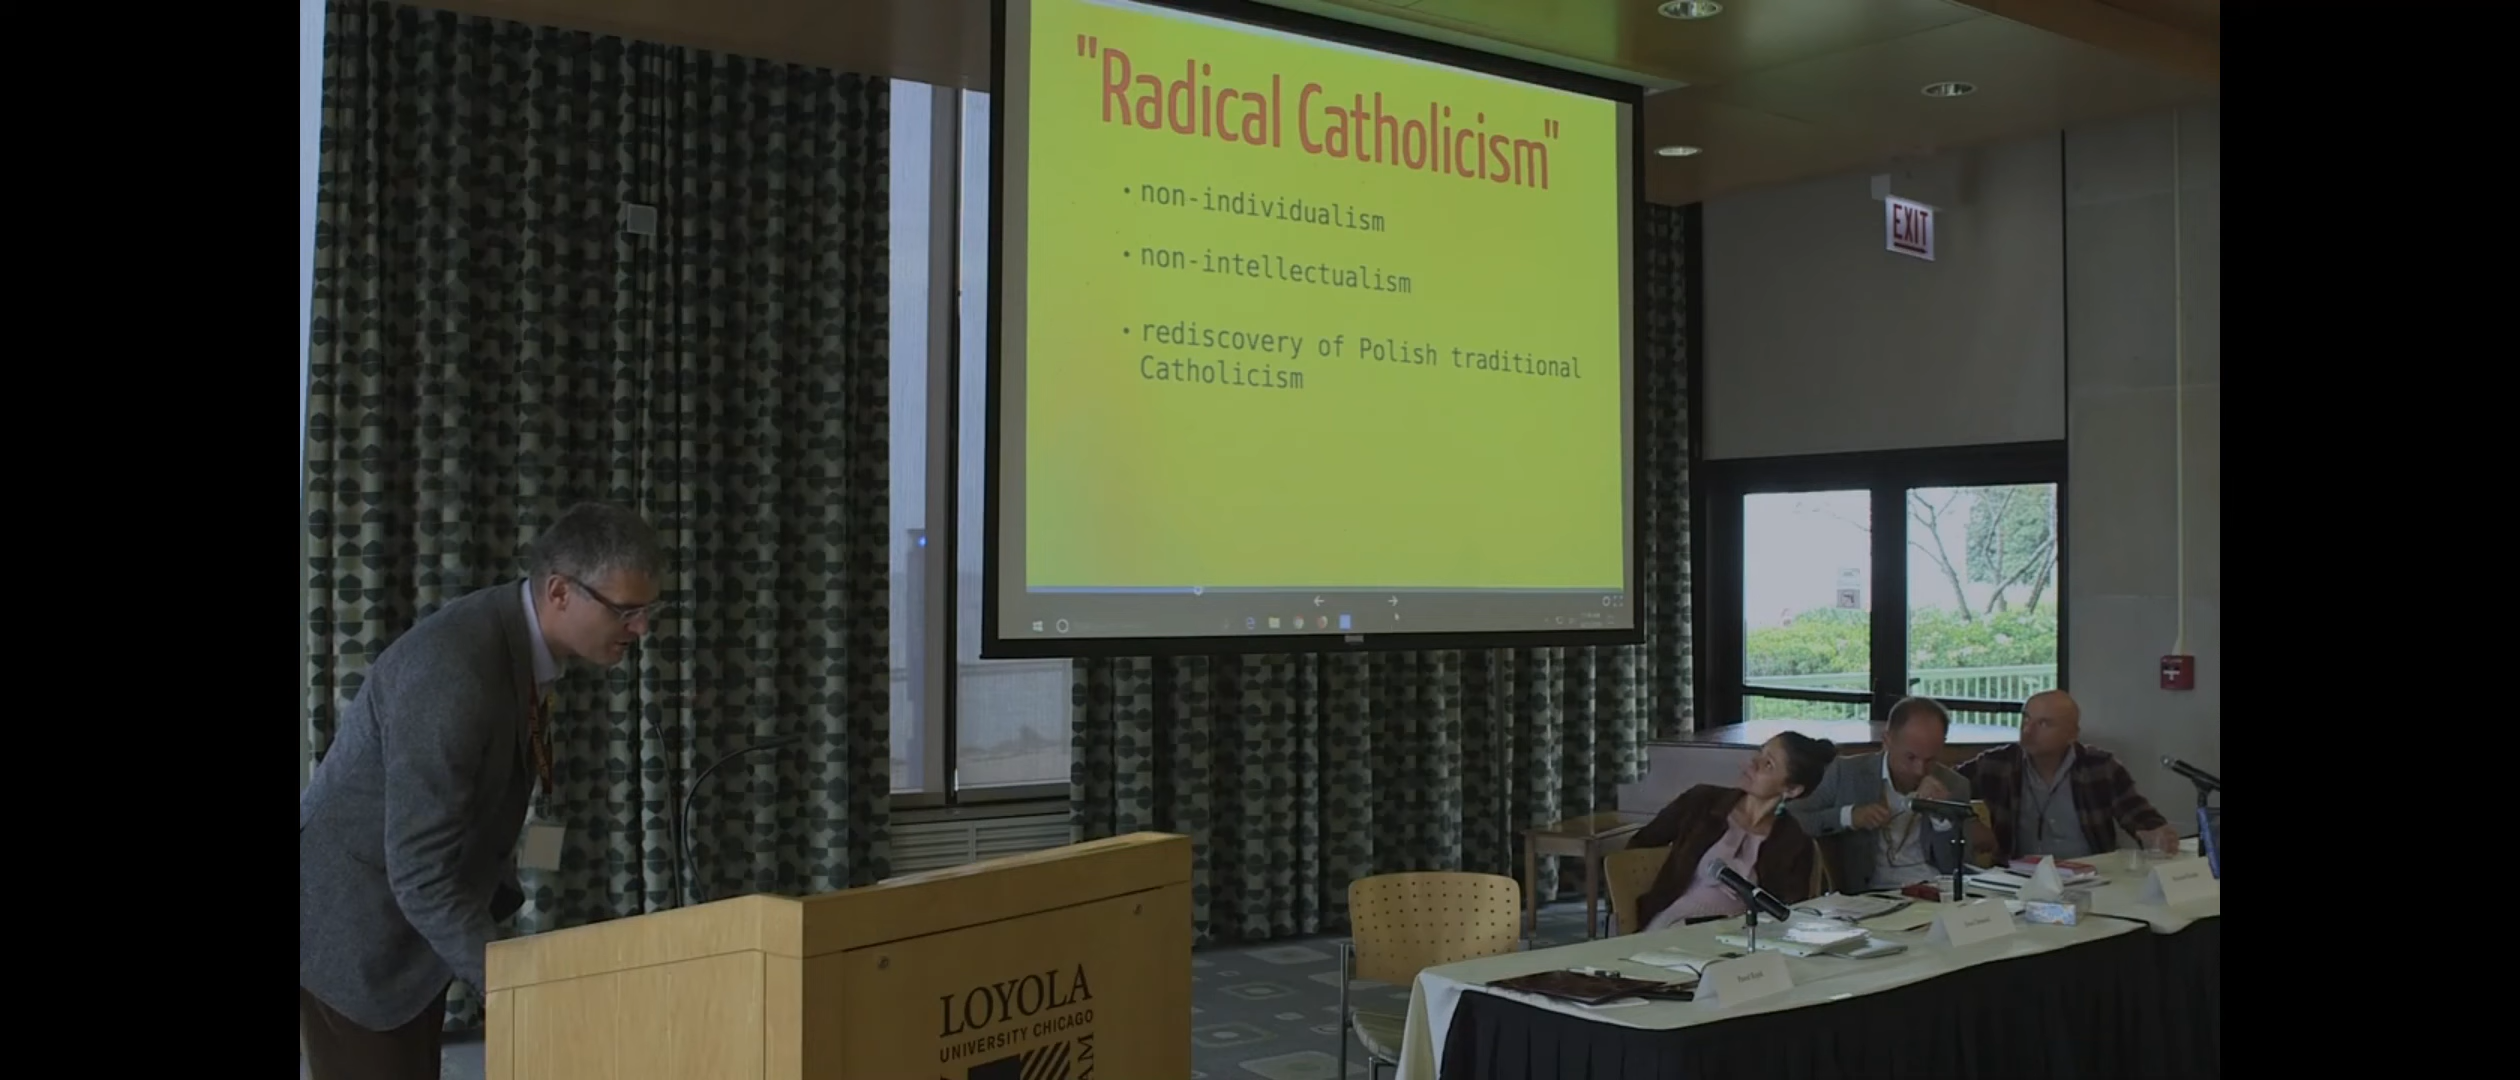 "Radical Catholicism"
• non-individualism
• non-intellectualism
• rediscovery of Polish traditional
Catholicism
EXIT
LOYOLA
UNIVERSITY CHICAGO